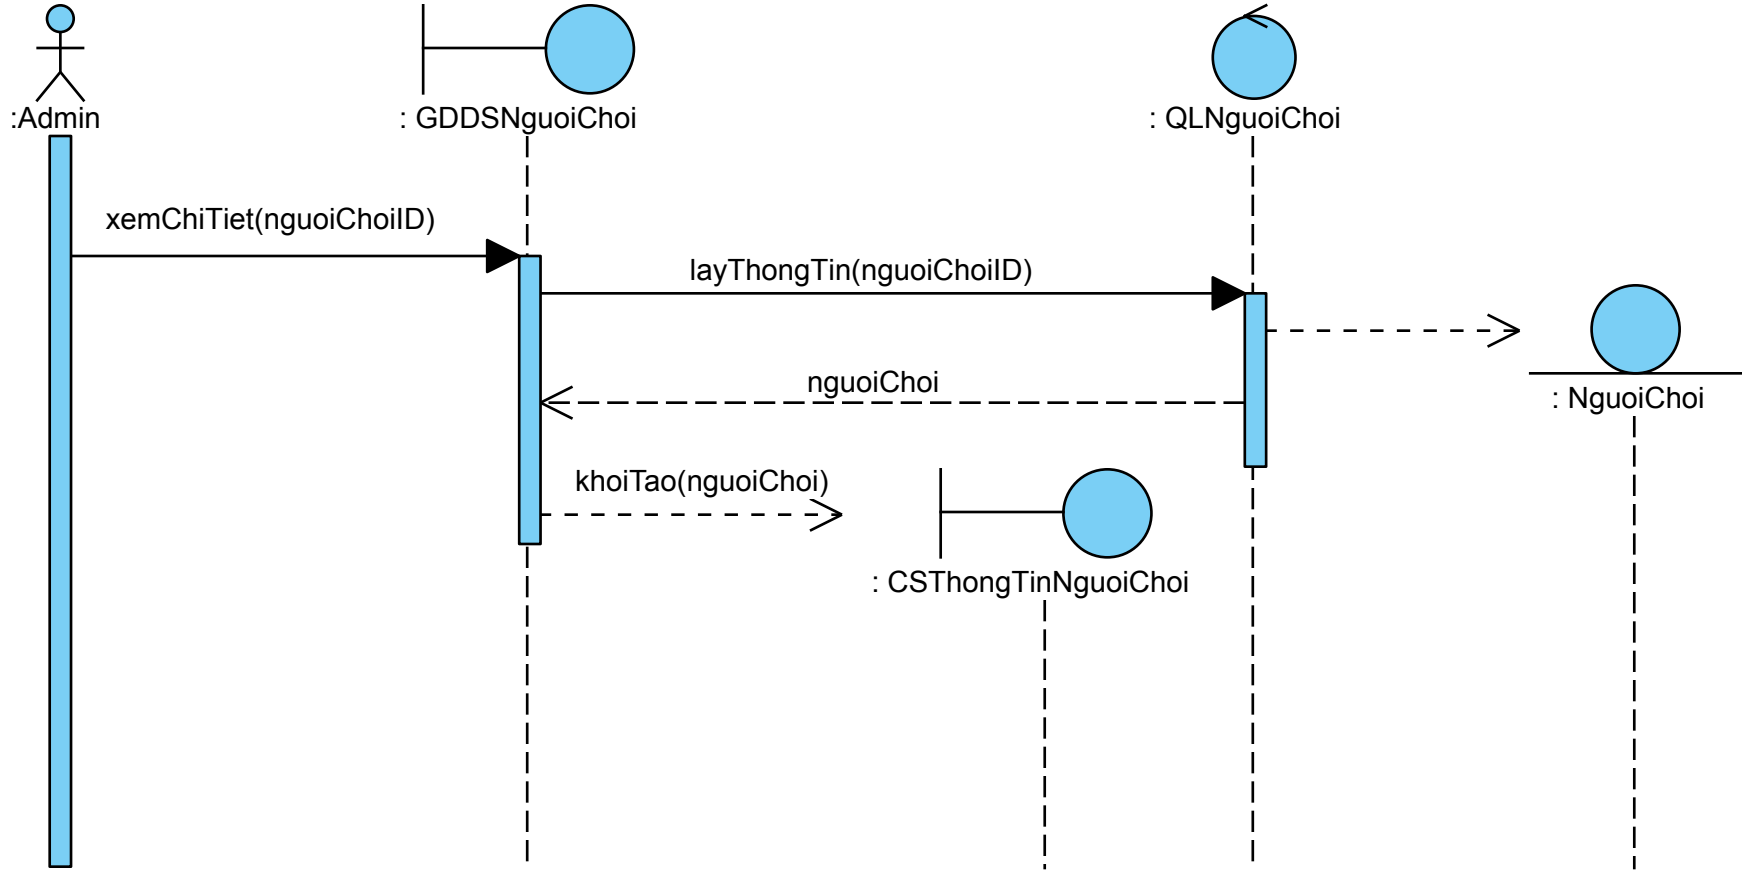 :Admin
: GDDSNguoiChoi
: QLNguoiChoi
xemChiTiet(nguoiChoiID)
layThongTin(nguoiChoiID)
nguoiChoi
: NguoiChoi
khoiTao(nguoiChoi)
: CSThongTinNguoiChoi